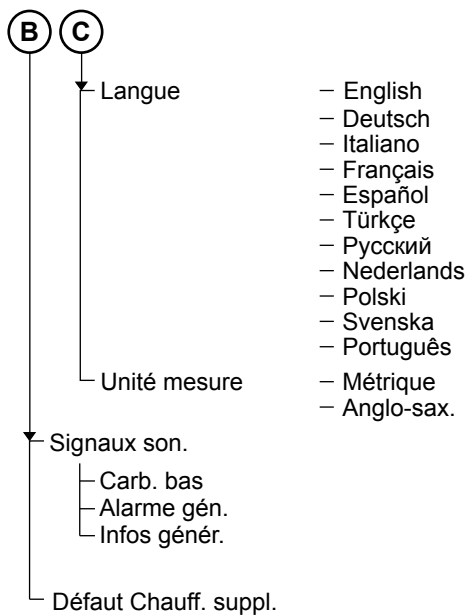 B C
Langue – English
– Deutsch
– Italiano
– Français
– Español
– Türkçe
– Русский
– Nederlands
– Polski
– Svenska
– Português
Unité mesure – Métrique
– Anglo-sax.
Signaux son.
Carb. bas
Alarme gén.
Infos génér.
Défaut Chauff. suppl.